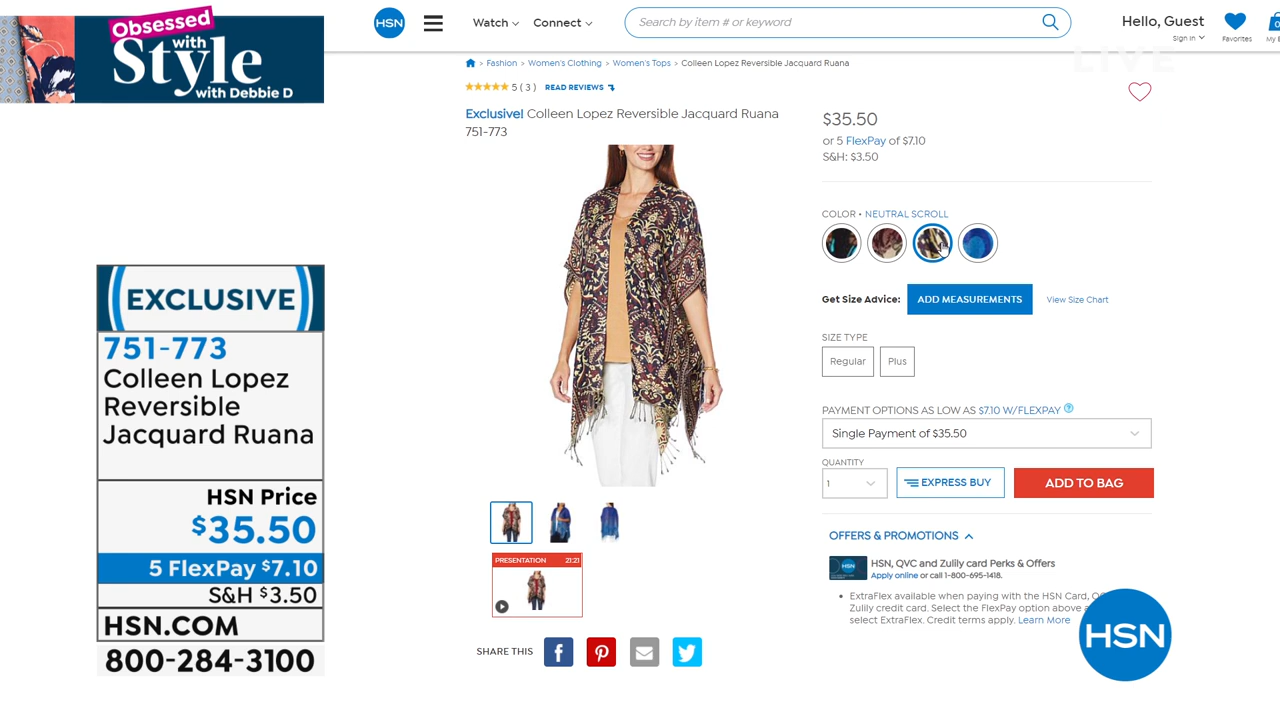 Obsessed
with
Style
with Debbie D
EXCLUSIVE
751-773
Colleen Lopez
Reversible
Jacquard Ruana
HSN Price
$35.50
5 FlexPay $7.10
S&H $3.50
HSN.COM
800-284-3100
HSN
Watch
Connect
Search by item # or keyword
Hello, Guest
Sign In
Favorites
0
LIVE
Fashion > Women's Clothing > Women's Tops > Colleen Lopez Reversible Jacquard Ruana
5 ( 3 ) READ REVIEWS
Exclusive! Colleen Lopez Reversible Jacquard Ruana
751-773
PRESENTATION 21:21
SHARE THIS
$35.50
or 5 FlexPay of $7.10
S&H: $3.50
COLOR • NEUTRAL SCROLL
Get Size Advice: ADD MEASUREMENTS View Size Chart
SIZE TYPE
Regular Plus
PAYMENT OPTIONS AS LOW AS $7.10 W/FLEXPAY ?
Single Payment of $35.50
QUANTITY
1 EXPRESS BUY ADD TO BAG
OFFERS & PROMOTIONS
HSN
HSN, QVC and Zulily card Perks & Offers
Apply online or call 1-800-695-1418.
• ExtraFlex available when paying with the HSN Card,
Zulily credit card. Select the FlexPay option above
select ExtraFlex. Credit terms apply. Learn More
HSN